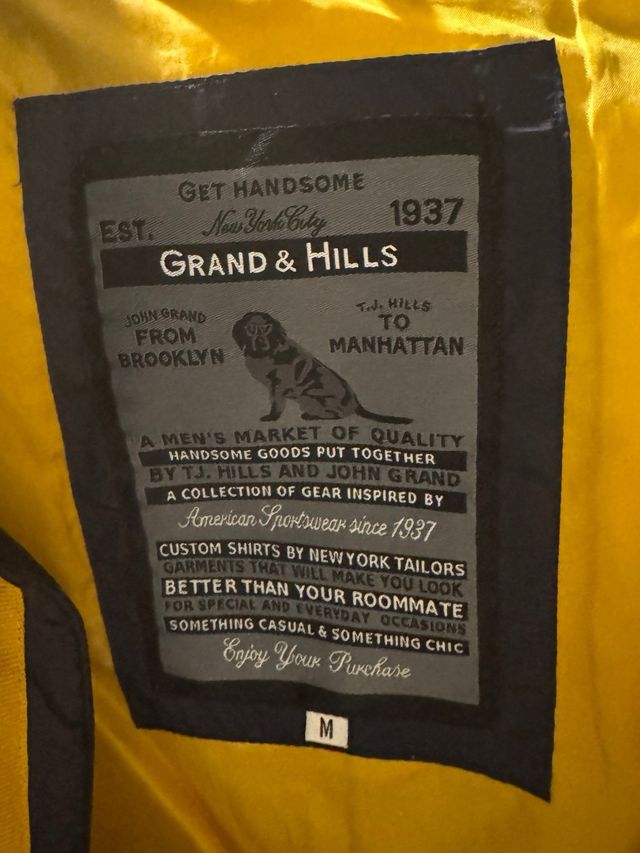 GET HANDSOME
EST. New York City 1937
GRAND & HILLS
JOHN GRAND
FROM
BROOKLYN
T.J. HILLS
TO
MANHATTAN
A MEN'S MARKET OF QUALITY
HANDSOME GOODS PUT TOGETHER
BY T.J. HILLS AND JOHN GRAND
A COLLECTION OF GEAR INSPIRED BY
American Sportswear since 1937
CUSTOM SHIRTS BY NEW YORK TAILORS
GARMENTS THAT WILL MAKE YOU LOOK
BETTER THAN YOUR ROOMMATE
FOR SPECIAL AND EVERYDAY OCCASIONS
SOMETHING CASUAL & SOMETHING CHIC
Enjoy Your Purchase
M